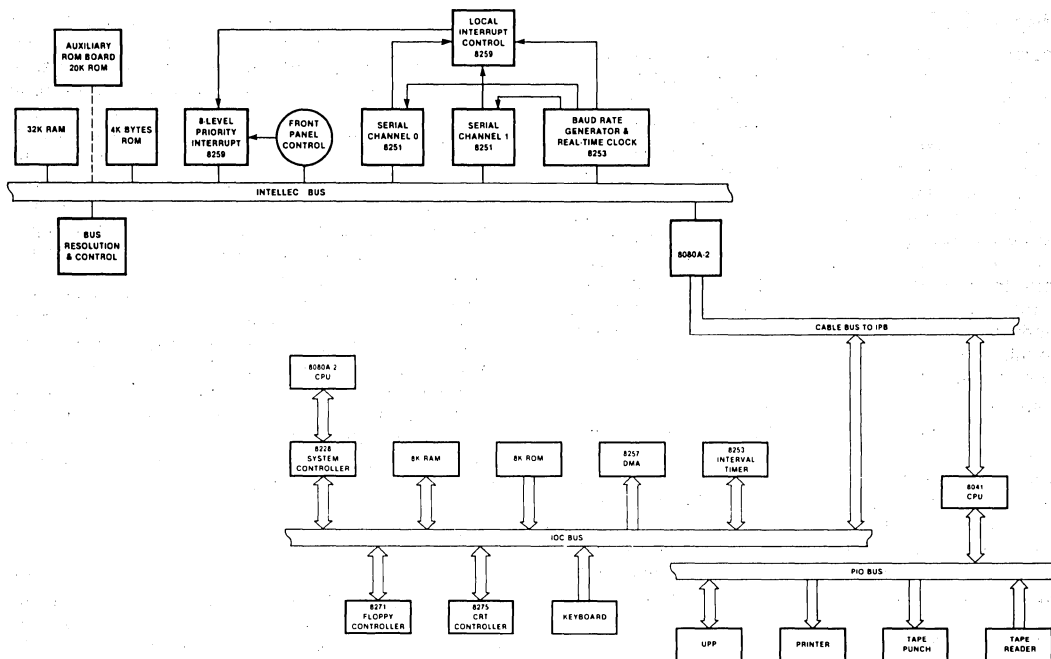 LOCAL
INTERRUPT
CONTROL
8259
AUXILIARY
ROM BOARD
20K ROM
32K RAM
4K BYTES
ROM
8-LEVEL
PRIORITY
INTERRUPT
8259
FRONT
PANEL
CONTROL
SERIAL
CHANNEL 0
8251
SERIAL
CHANNEL 1
8251
BAUD RATE
GENERATOR &
REAL-TIME CLOCK
8253
INTELLEC BUS
BUS
RESOLUTION
& CONTROL
8080A-2
CABLE BUS TO IPB
8080A-2
CPU
8228
SYSTEM
CONTROLLER
8K RAM
8K ROM
8257
DMA
8253
INTERVAL
TIMER
8041
CPU
IOC BUS
PIO BUS
8271
FLOPPY
CONTROLLER
8275
CRT
CONTROLLER
KEYBOARD
UPP
PRINTER
TAPE
PUNCH
TAPE
READER